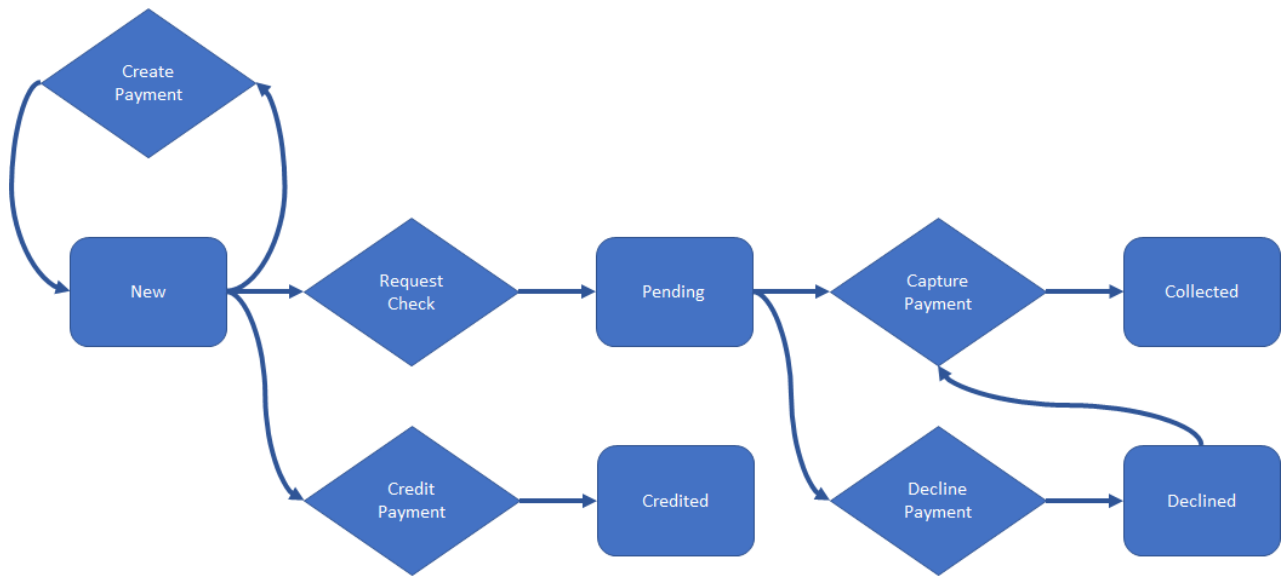 Create
Payment
New
Request
Check
Pending
Capture
Payment
Collected
Credit
Payment
Credited
Decline
Payment
Declined